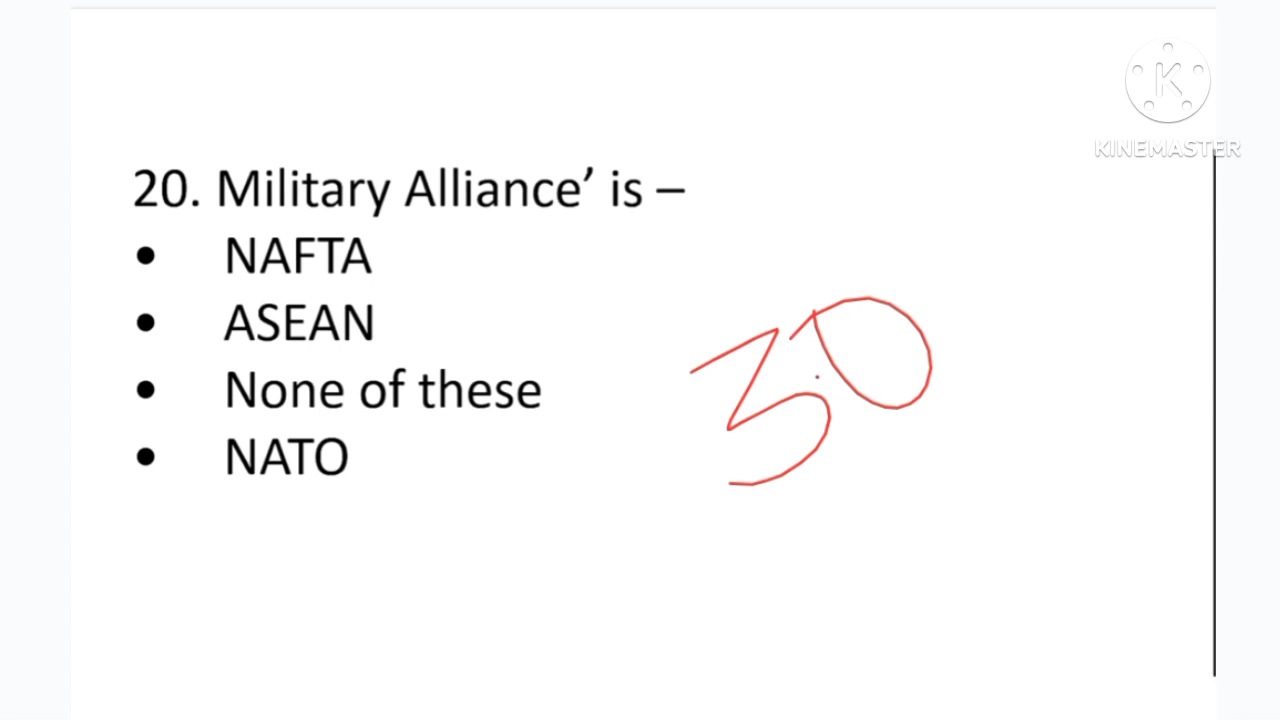 KINEMASTER
20. Military Alliance’ is –
• NAFTA
• ASEAN
• None of these
• NATO
30